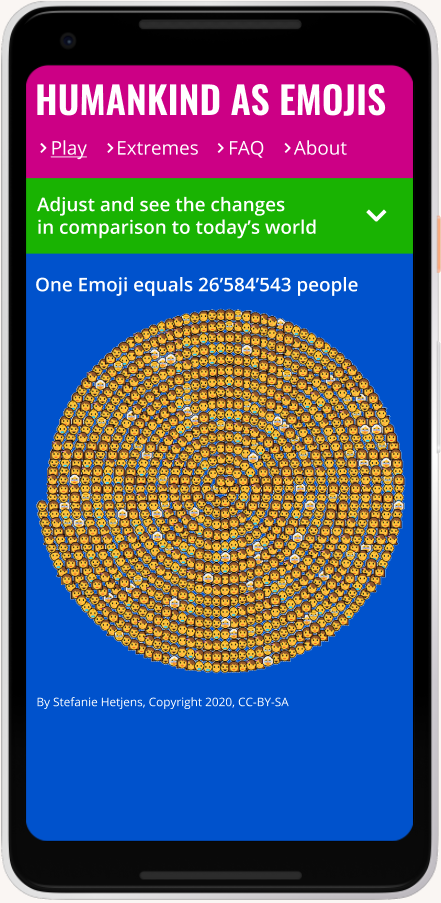 HUMANKIND AS EMOJIS
Play Extremes FAQ About
Adjust and see the changes
in comparison to today’s world
One Emoji equals 26’584’543 people
By Stefanie Hetjens, Copyright 2020, CC-BY-SA